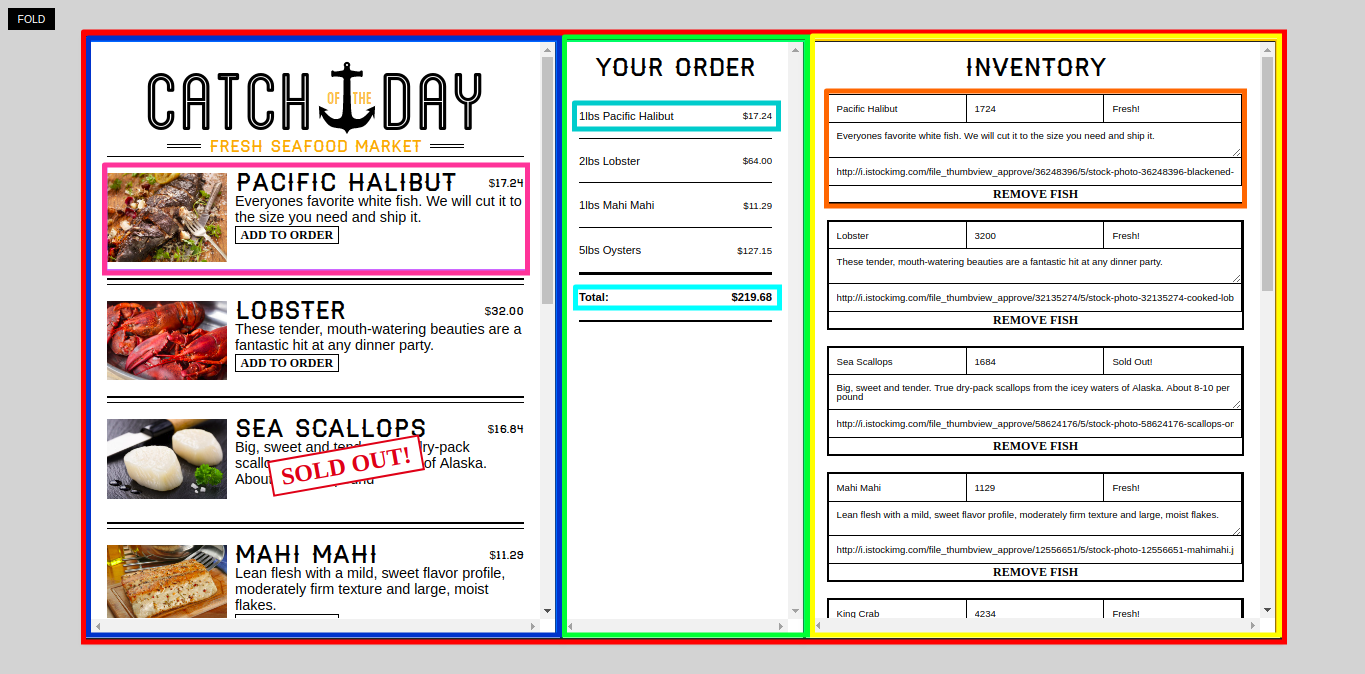 FOLD
CATCH OF THE DAY
FRESH SEAFOOD MARKET
PACIFIC HALIBUT $17.24
Everyones favorite white fish. We will cut it to
the size you need and ship it.
ADD TO ORDER
LOBSTER $32.00
These tender, mouth-watering beauties are a
fantastic hit at any dinner party.
ADD TO ORDER
SEA SCALLOPS $16.84
Big, sweet and dry-pack
of Alaska.
About
SOLD OUT!
MAHI MAHI $11.29
Lean flesh with a mild, sweet flavor profile,
moderately firm texture and large, moist
flakes.
YOUR ORDER
1lbs Pacific Halibut $17.24
2lbs Lobster $64.00
1lbs Mahi Mahi $11.29
5lbs Oysters $127.15
Total: $219.68
INVENTORY
Pacific Halibut 1724 Fresh!
Everyones favorite white fish. We will cut it to the size you need and ship it.
http://i.istockimg.com/file_thumbview_approve/36248396/5/stock-photo-36248396-blackened-
REMOVE FISH
Lobster 3200 Fresh!
These tender, mouth-watering beauties are a fantastic hit at any dinner party.
http://i.istockimg.com/file_thumbview_approve/32135274/5/stock-photo-32135274-cooked-lob
REMOVE FISH
Sea Scallops 1684 Sold Out!
Big, sweet and tender. True dry-pack scallops from the icey waters of Alaska. About 8-10 per
pound
http://i.istockimg.com/file_thumbview_approve/58624176/5/stock-photo-58624176-scallops-or
REMOVE FISH
Mahi Mahi 1129 Fresh!
Lean flesh with a mild, sweet flavor profile, moderately firm texture and large, moist flakes.
http://i.istockimg.com/file_thumbview_approve/12556651/5/stock-photo-12556651-mahimahi.j
REMOVE FISH
King Crab 4234 Fresh!